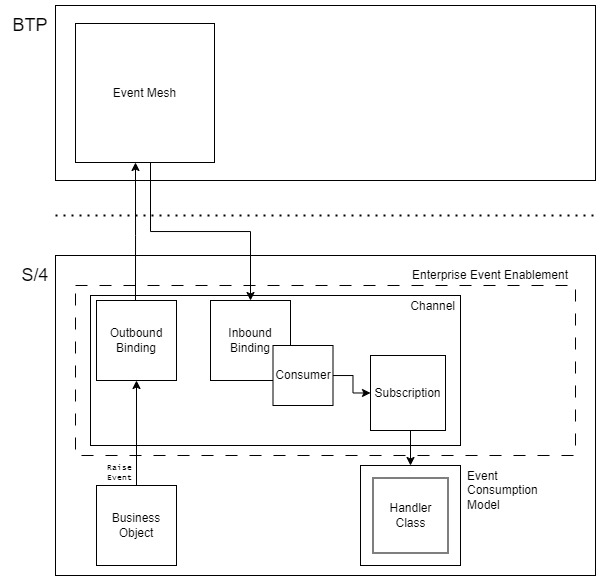 BTP
Event Mesh
S/4
Enterprise Event Enablement
Channel
Outbound
Binding
Inbound
Binding
Consumer
Subscription
Raise
Event
Business
Object
Event
Consumption
Model
Handler
Class